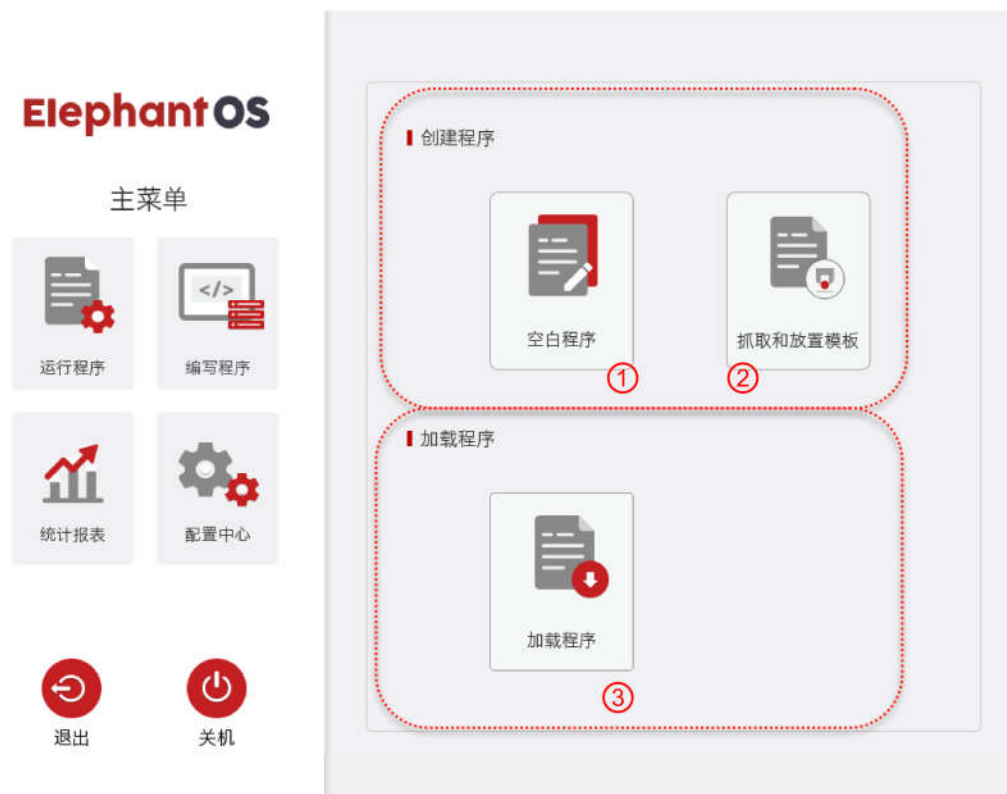 ElephantOS
主菜单
运行程序
编写程序
</>
统计报表
配置中心
退出
关机
创建程序
空白程序
①
抓取和放置模板
②
加载程序
加载程序
③